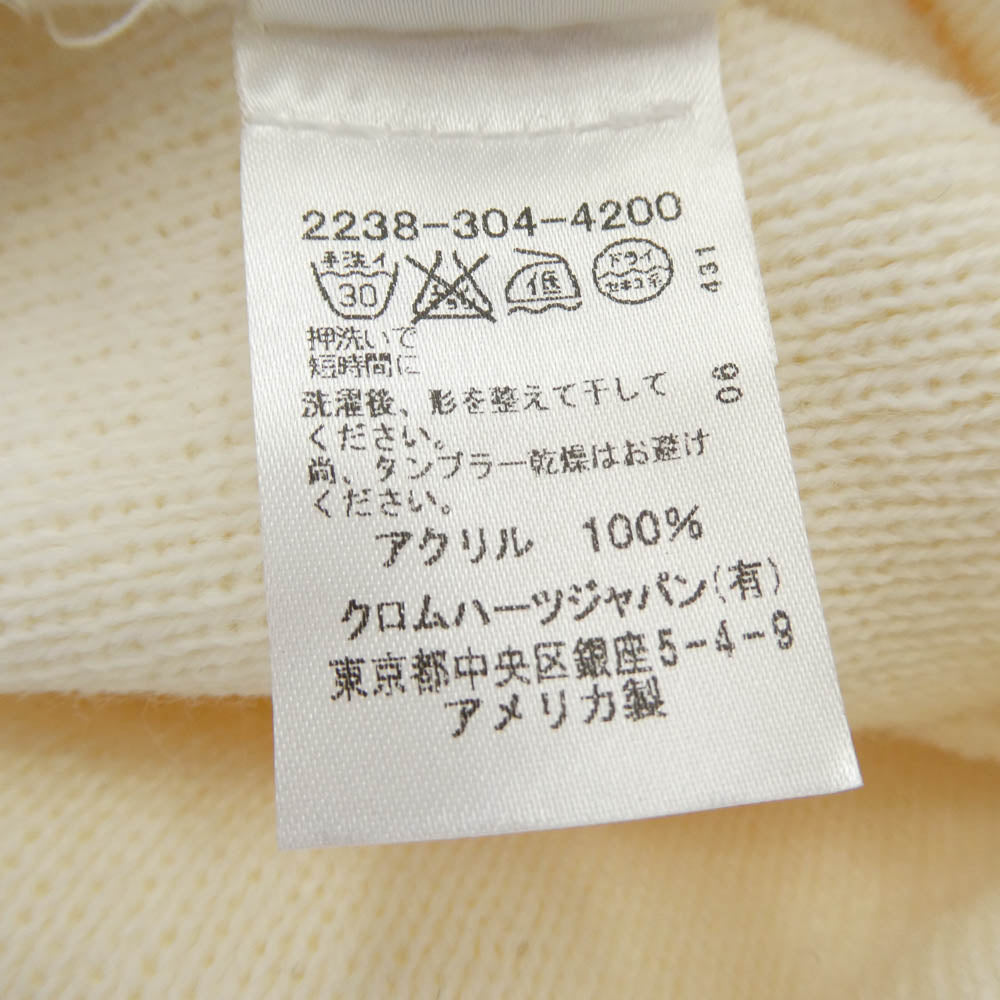 2238-304-4200
手洗イ
30
低
ドライ
セキユ系
431
押洗いで
短時間に
06
洗濯後、形を整えて干して
ください。
尚、タンブラー乾燥はお避け
ください。
アクリル 100%
クロムハーツジャパン(有)
東京都中央区銀座5-4-9
アメリカ製